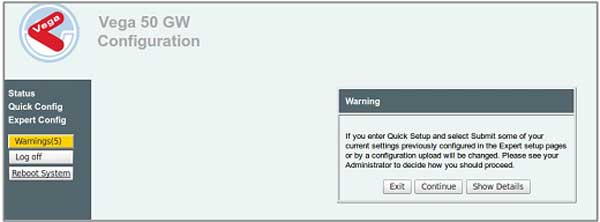 Vega
Vega 50 GW
Configuration
Status
Quick Config
Expert Config
Warnings(5)
Log off
Reboot System
Warning
If you enter Quick Setup and select Submit some of your
current settings previously configured in the Expert setup pages
or by a configuration upload will be changed. Please see your
Administrator to decide how you should proceed.
Exit
Continue
Show Details